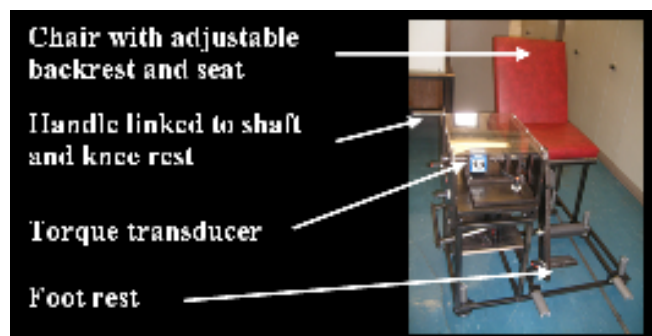 Chair with adjustable
backrest and seat
Handle linked to shaft
and knee rest
Torque transducer
Foot rest